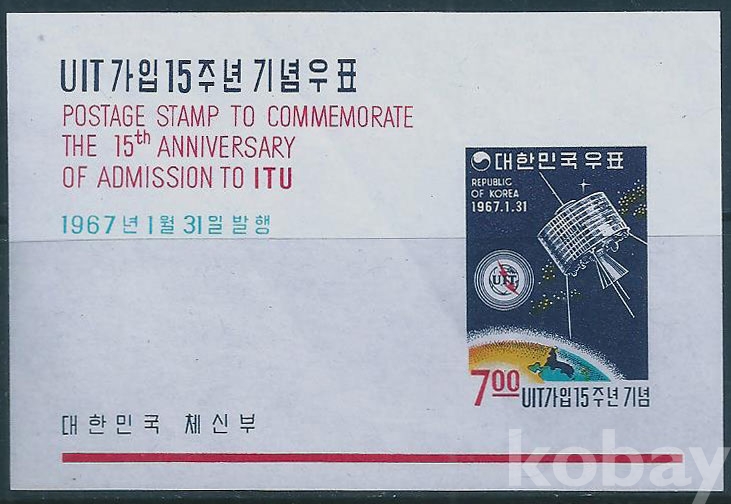 UIT가입15주년기념우표
POSTAGE STAMP TO COMMEMORATE
THE 15th ANNIVERSARY
OF ADMISSION TO ITU
1967년1월31일발행
대한민국우표
REPUBLIC
OF KOREA
1967.1.31
UIT
7.00
UIT가입15주년기념
대한민국 체신부
kobay